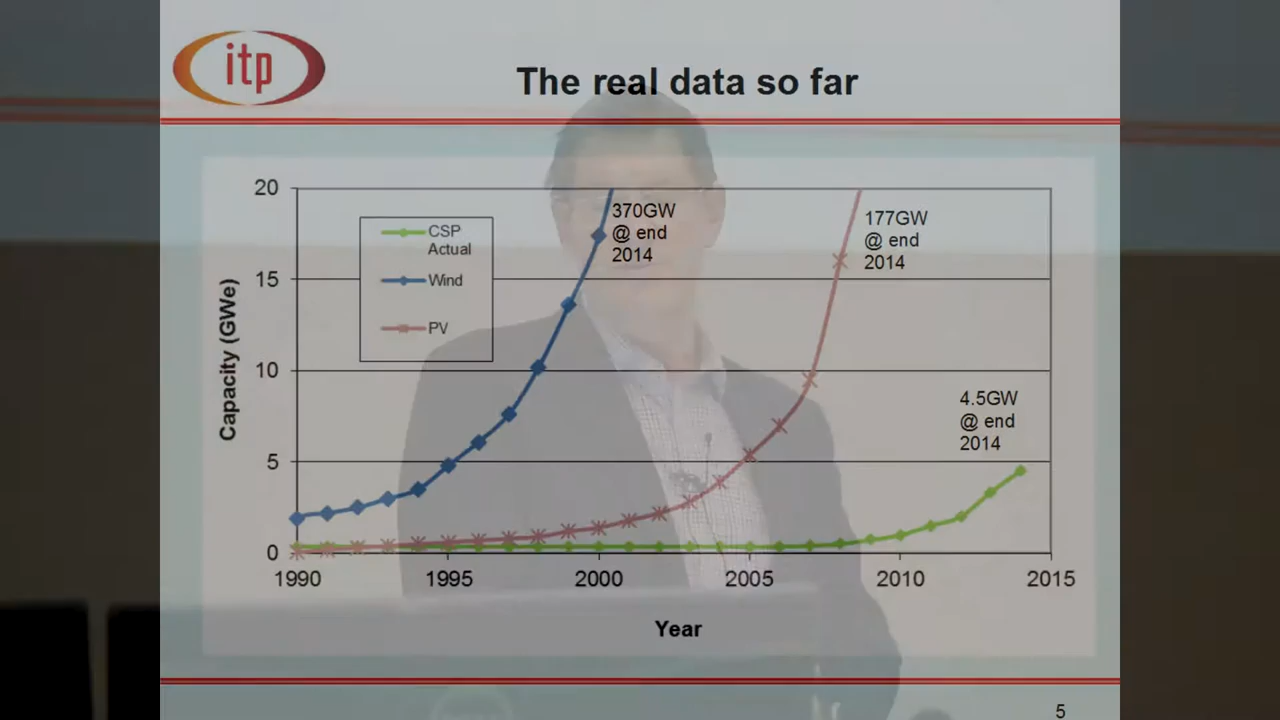 itp
The real data so far
20
15
10
5
0
Capacity (GWe)
CSP
Actual
Wind
PV
370GW
@ end
2014
177GW
@ end
2014
4.5GW
@ end
2014
1990 1995 2000 2005 2010 2015
Year
5